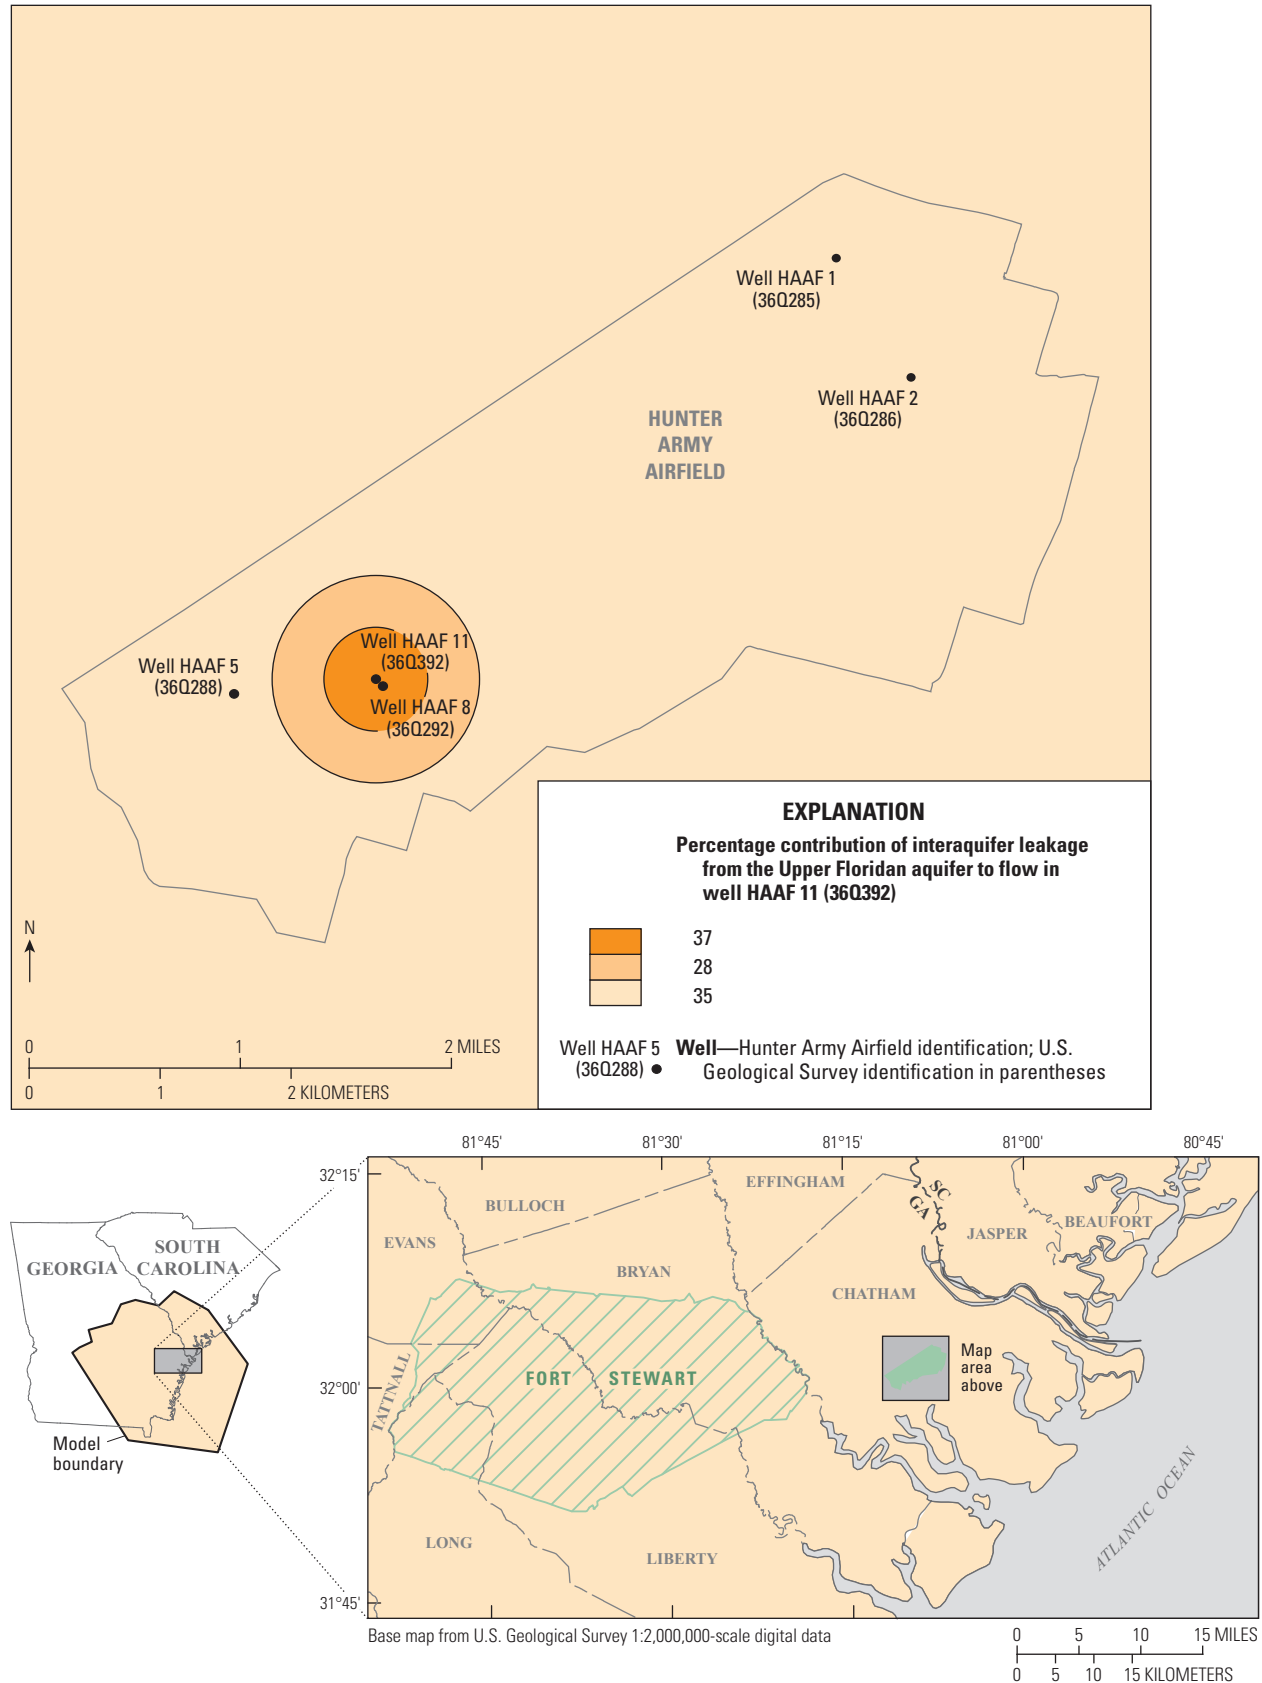 Well HAAF 1
(36Q285)
Well HAAF 2
(36Q286)
HUNTER
ARMY
AIRFIELD
Well HAAF 11
(36Q392)
Well HAAF 5
(36Q288)
Well HAAF 8
(36Q292)
EXPLANATION
Percentage contribution of interaquifer leakage
from the Upper Floridan aquifer to flow in
well HAAF 11 (36Q392)
37
28
35
Well HAAF 5
(36Q288)
Well—Hunter Army Airfield identification; U.S.
Geological Survey identification in parentheses
N
0 1 2 MILES
0 1 2 KILOMETERS
81°45' 81°30' 81°15' 81°00' 80°45'
32°15'
32°00'
31°45'
EFFINGHAM
BULLOCH
SC
GA
BEAUFORT
JASPER
EVANS
BRYAN
CHATHAM
TATTNALL
FORT STEWART
Map
area
above
LONG
LIBERTY
ATLANTIC OCEAN
GEORGIA
SOUTH
CAROLINA
Model
boundary
Base map from U.S. Geological Survey 1:2,000,000-scale digital data
0 5 10 15 MILES
0 5 10 15 KILOMETERS